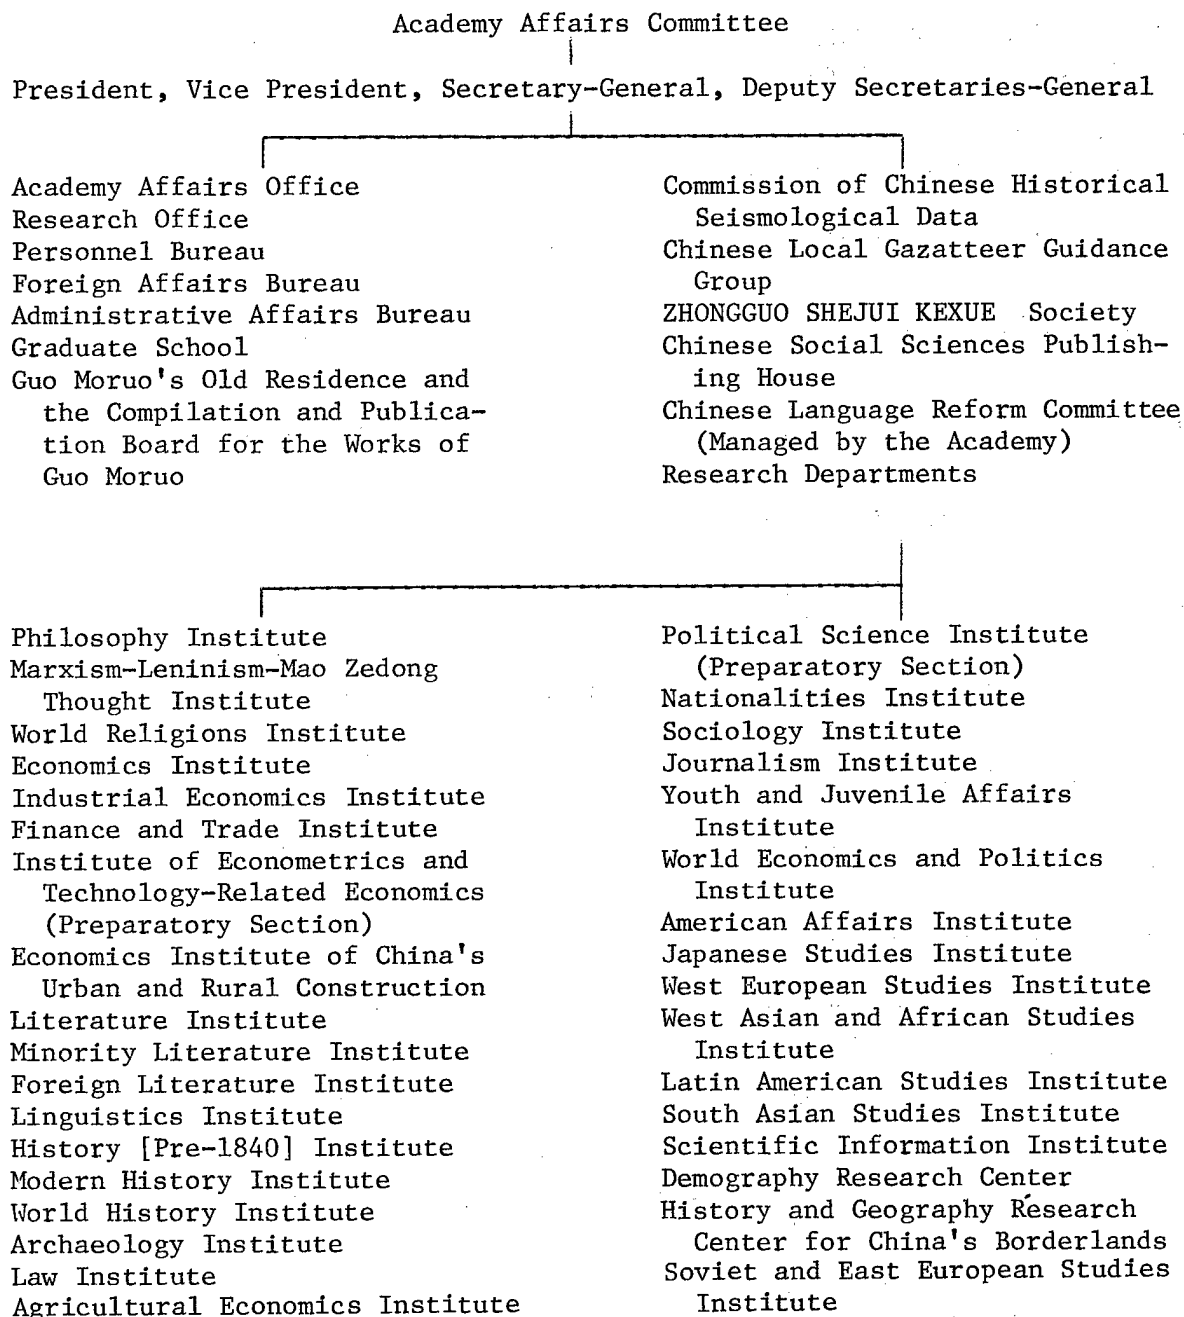 Academy Affairs Committee
President, Vice President, Secretary-General, Deputy Secretaries-General
Academy Affairs Office
Research Office
Personnel Bureau
Foreign Affairs Bureau
Administrative Affairs Bureau
Graduate School
Guo Moruo's Old Residence and
the Compilation and Publica-
tion Board for the Works of
Guo Moruo
Commission of Chinese Historical
Seismological Data
Chinese Local Gazatteer Guidance
Group
ZHONGGUO SHEJUI KEXUE Society
Chinese Social Sciences Publish-
ing House
Chinese Language Reform Committee
(Managed by the Academy)
Research Departments
Philosophy Institute
Marxism-Leninism-Mao Zedong
Thought Institute
World Religions Institute
Economics Institute
Industrial Economics Institute
Finance and Trade Institute
Institute of Econometrics and
Technology-Related Economics
(Preparatory Section)
Economics Institute of China's
Urban and Rural Construction
Literature Institute
Minority Literature Institute
Foreign Literature Institute
Linguistics Institute
History [Pre-1840] Institute
Modern History Institute
World History Institute
Archaeology Institute
Law Institute
Agricultural Economics Institute
Political Science Institute
(Preparatory Section)
Nationalities Institute
Sociology Institute
Journalism Institute
Youth and Juvenile Affairs
Institute
World Economics and Politics
Institute
American Affairs Institute
Japanese Studies Institute
West European Studies Institute
West Asian and African Studies
Institute
Latin American Studies Institute
South Asian Studies Institute
Scientific Information Institute
Demography Research Center
History and Geography Research
Center for China's Borderlands
Soviet and East European Studies
Institute